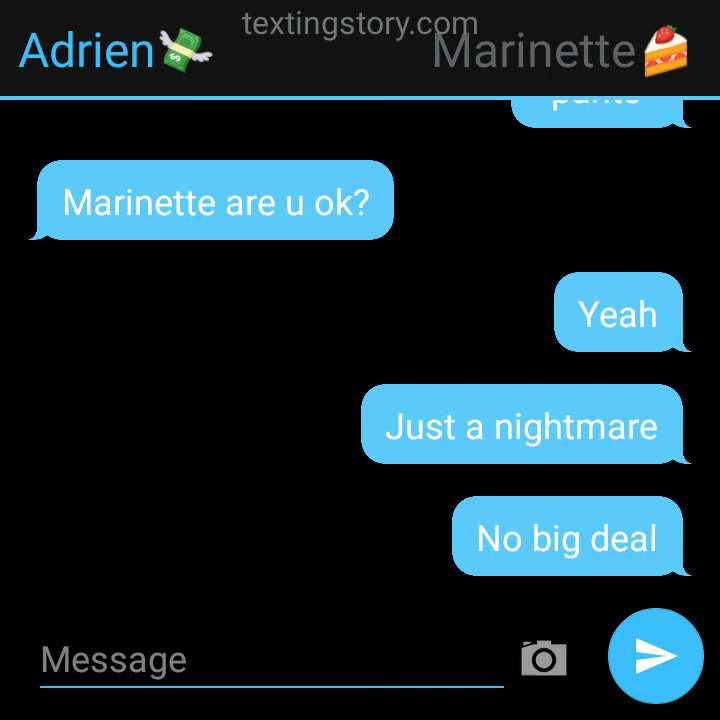 textingstory.com
Adrien💸 Marinette🍰
Marinette are u ok?
Yeah
Just a nightmare
No big deal
Message